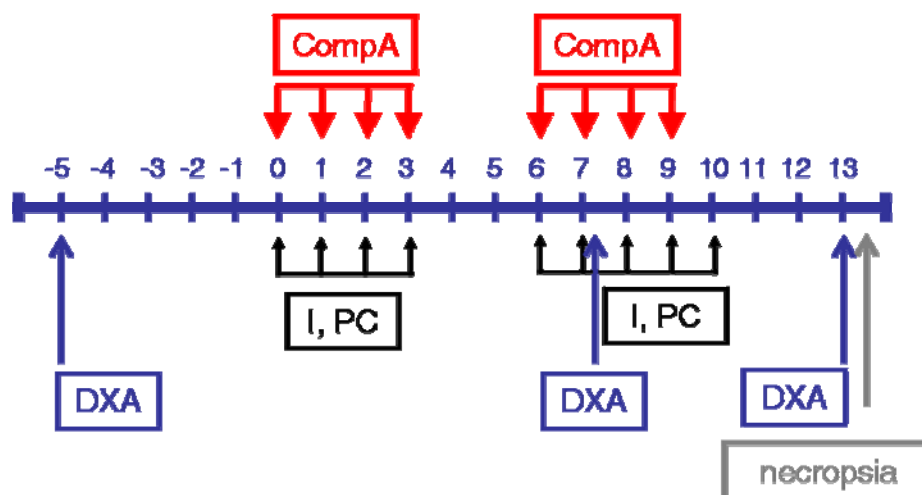 CompA CompA
-5 -4 -3 -2 -1 0 1 2 3 4 5 6 7 8 9 10 11 12 13
I, PC I, PC
DXA DXA DXA
necropsia